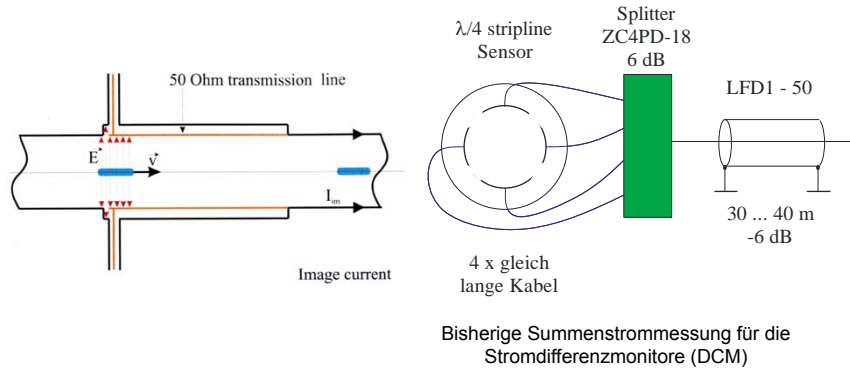 50 Ohm transmission line
E
v
I im
Image current
λ/4 stripline
Sensor
Splitter
ZC4PD-18
6 dB
LFD1 - 50
30 ... 40 m
-6 dB
4 x gleich
lange Kabel
Bisherige Summenstrommessung für die
Stromdifferenzmonitore (DCM)